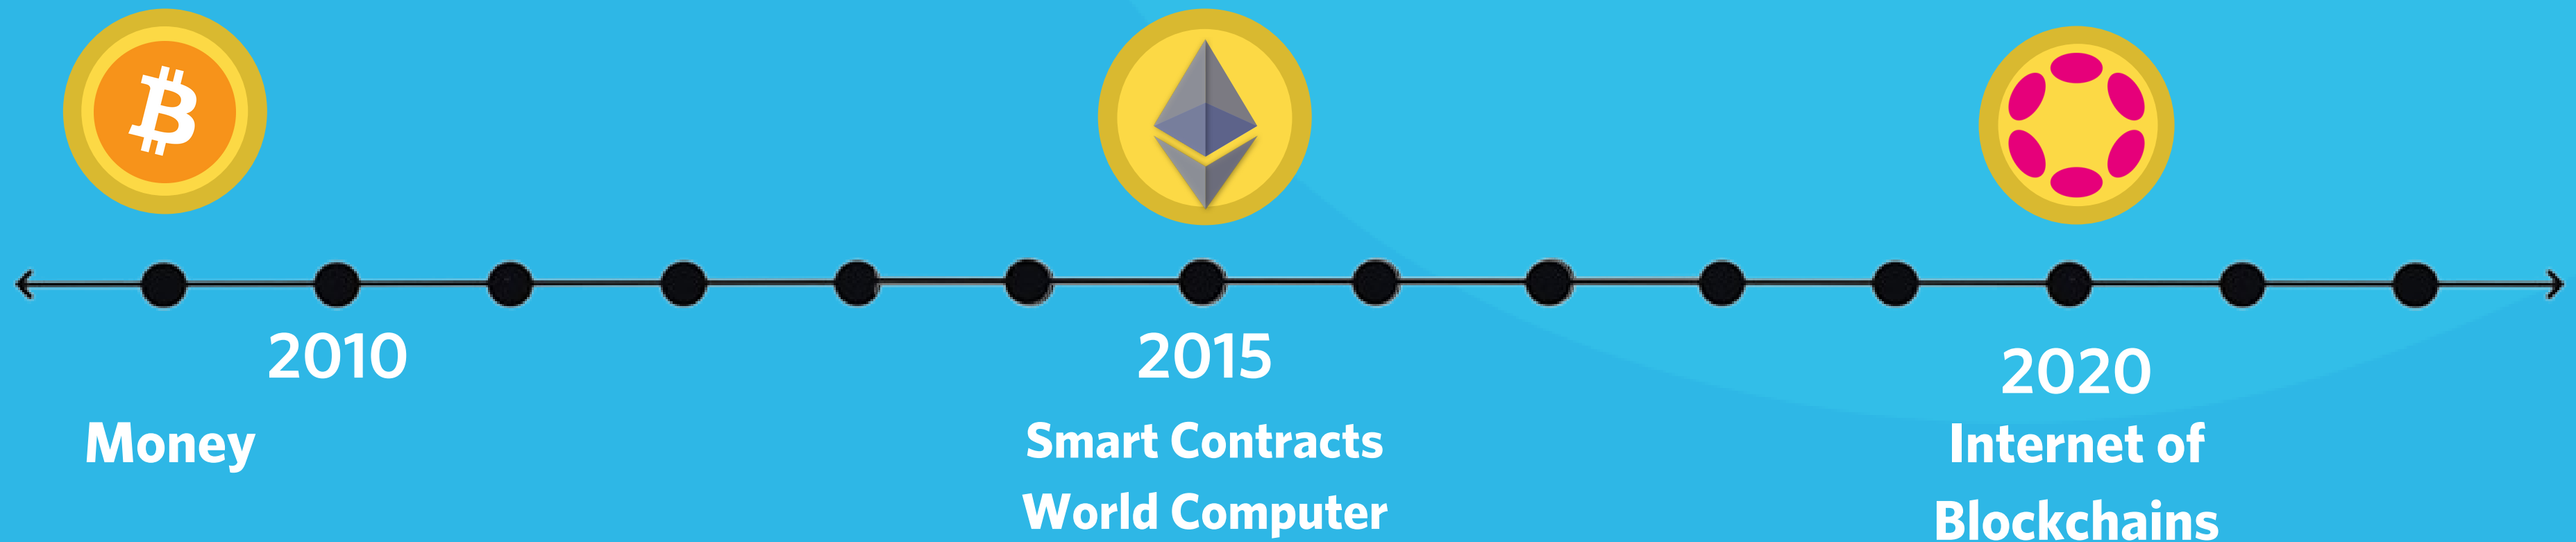 2010
2015
2020
Money
Smart Contracts
World Computer
Internet of
Blockchains